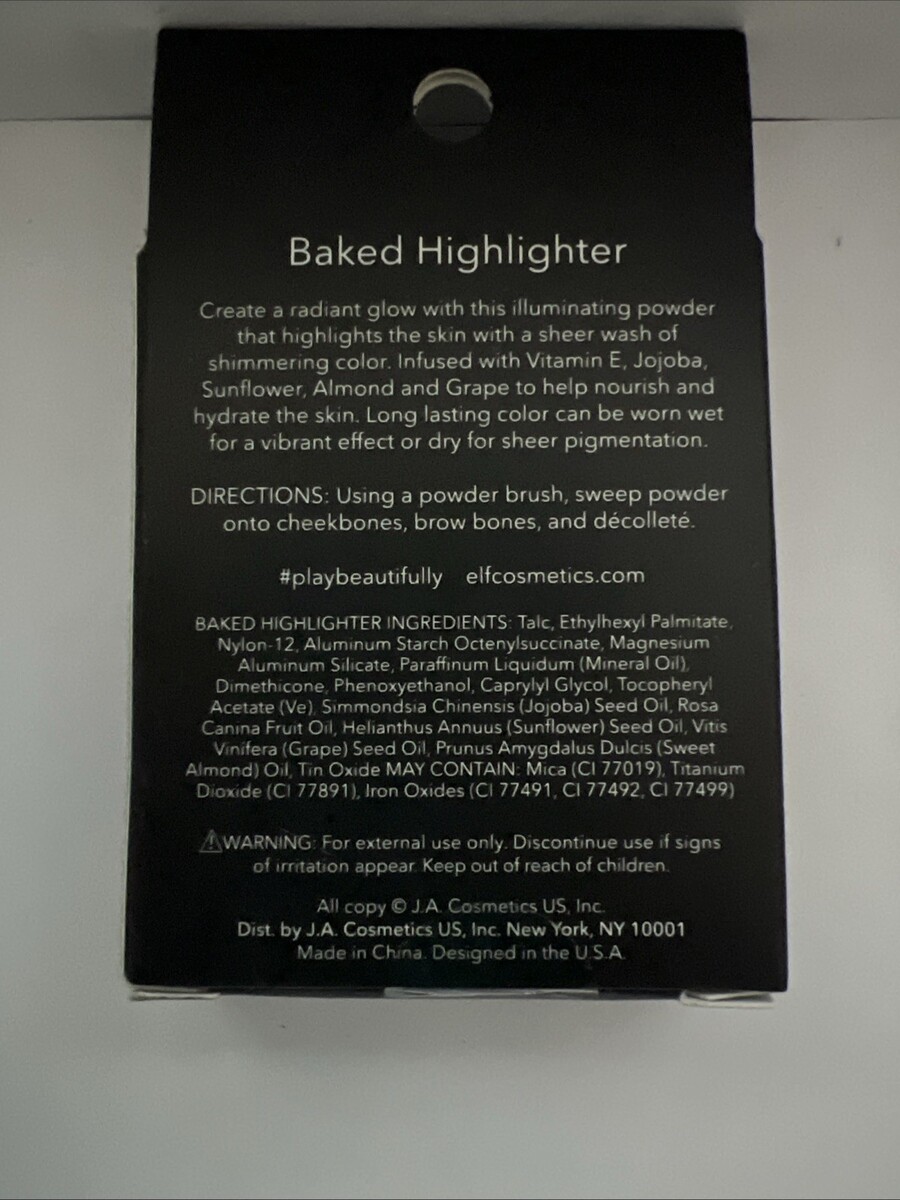 Baked Highlighter
Create a radiant glow with this illuminating powder
that highlights the skin with a sheer wash of
shimmering color. Infused with Vitamin E, Jojoba,
Sunflower, Almond and Grape to help nourish and
hydrate the skin. Long lasting color can be worn wet
for a vibrant effect or dry for sheer pigmentation.
DIRECTIONS: Using a powder brush, sweep powder
onto cheekbones, brow bones, and décolleté.
#playbeautifully elfcosmetics.com
BAKED HIGHLIGHTER INGREDIENTS: Talc, Ethylhexyl Palmitate,
Nylon-12, Aluminum Starch Octenylsuccinate, Magnesium
Aluminum Silicate, Paraffinum Liquidum (Mineral Oil),
Dimethicone, Phenoxyethanol, Caprylyl Glycol, Tocopheryl
Acetate (Ve), Simmondsia Chinensis (Jojoba) Seed Oil, Rosa
Canina Fruit Oil, Helianthus Annuus (Sunflower) Seed Oil, Vitis
Vinifera (Grape) Seed Oil, Prunus Amygdalus Dulcis (Sweet
Almond) Oil, Tin Oxide MAY CONTAIN: Mica (CI 77019), Titanium
Dioxide (CI 77891), Iron Oxides (CI 77491, CI 77492, CI 77499)
⚠WARNING: For external use only. Discontinue use if signs
of irritation appear. Keep out of reach of children.
All copy © J.A. Cosmetics US, Inc.
Dist. by J.A. Cosmetics US, Inc. New York, NY 10001
Made in China. Designed in the U.S.A.